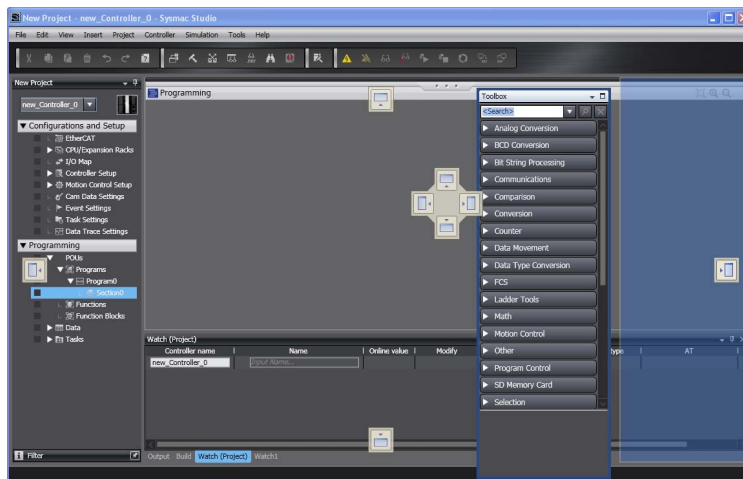 New Project - new_Controller_0 - Sysmac Studio
File Edit View Insert Project Controller Simulation Tools Help
New Project
new_Controller_0
Configurations and Setup
EtherCAT
CPU/Expansion Racks
I/O Map
Controller Setup
Motion Control Setup
Cam Data Settings
Event Settings
Task Settings
Data Trace Settings
Programming
POUs
Programs
Program0
Section0
Functions
Function Blocks
Data
Tasks
Filter
Programming
Toolbox
<Search>
Analog Conversion
BCD Conversion
Bit String Processing
Communications
Comparison
Conversion
Counter
Data Movement
Data Type Conversion
FCS
Ladder Tools
Math
Motion Control
Other
Program Control
SD Memory Card
Selection
Watch (Project)
Controller name Name Online value Modify type AT
new_Controller_0 Input Name...
Output Build Watch (Project) Watch1